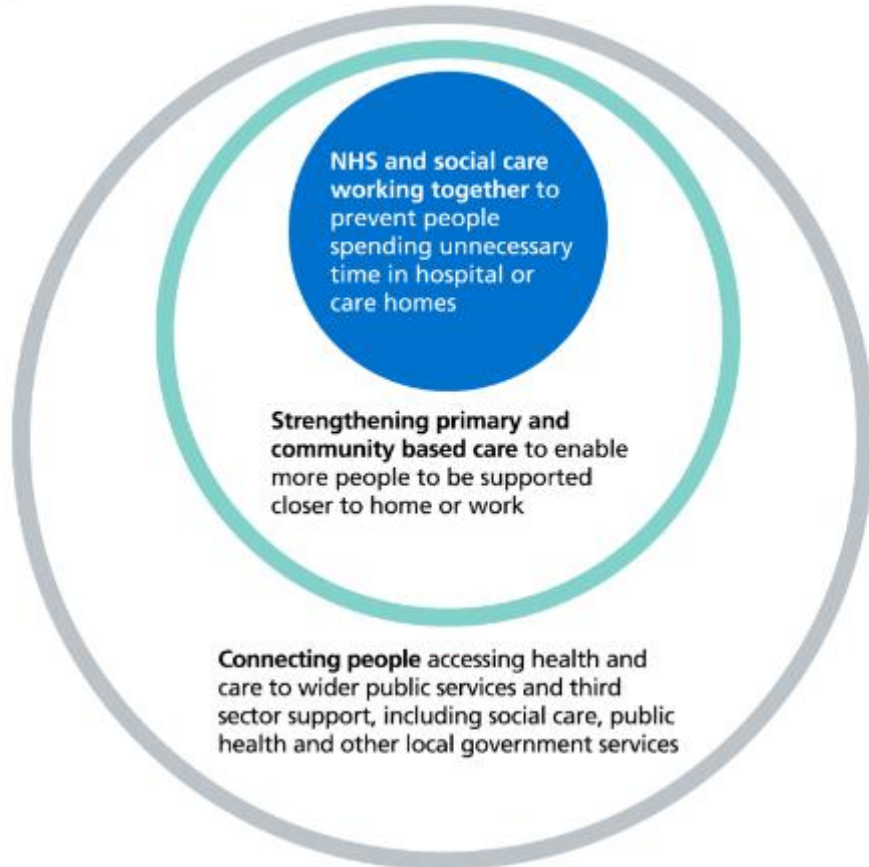 NHS and social care
working together to
prevent people
spending unnecessary
time in hospital or
care homes
Strengthening primary and
community based care to enable
more people to be supported
closer to home or work
Connecting people accessing health and
care to wider public services and third
sector support, including social care, public
health and other local government services